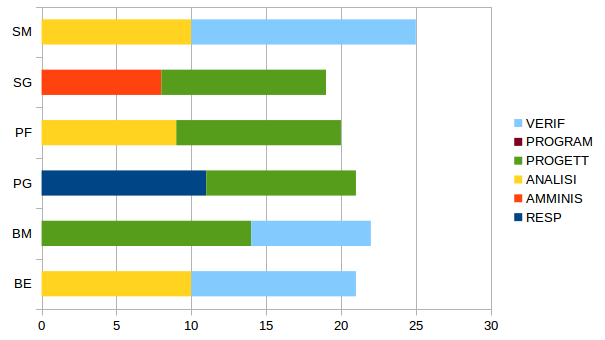 SM
SG
PF
PG
BM
BE
0 5 10 15 20 25 30
VERIF
PROGRAM
PROGETT
ANALISI
AMMINIS
RESP